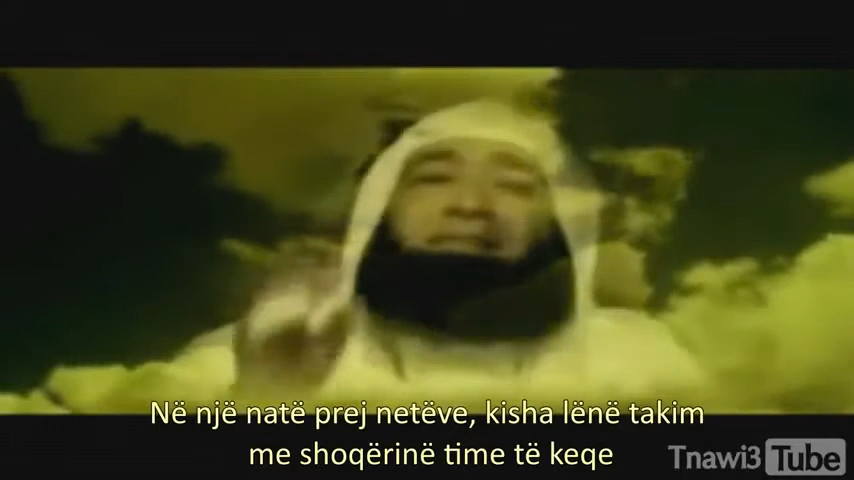 Në një natë prej netëve, kisha lënë takim
me shoqërinë time të keqe
Tnawi3 Tube